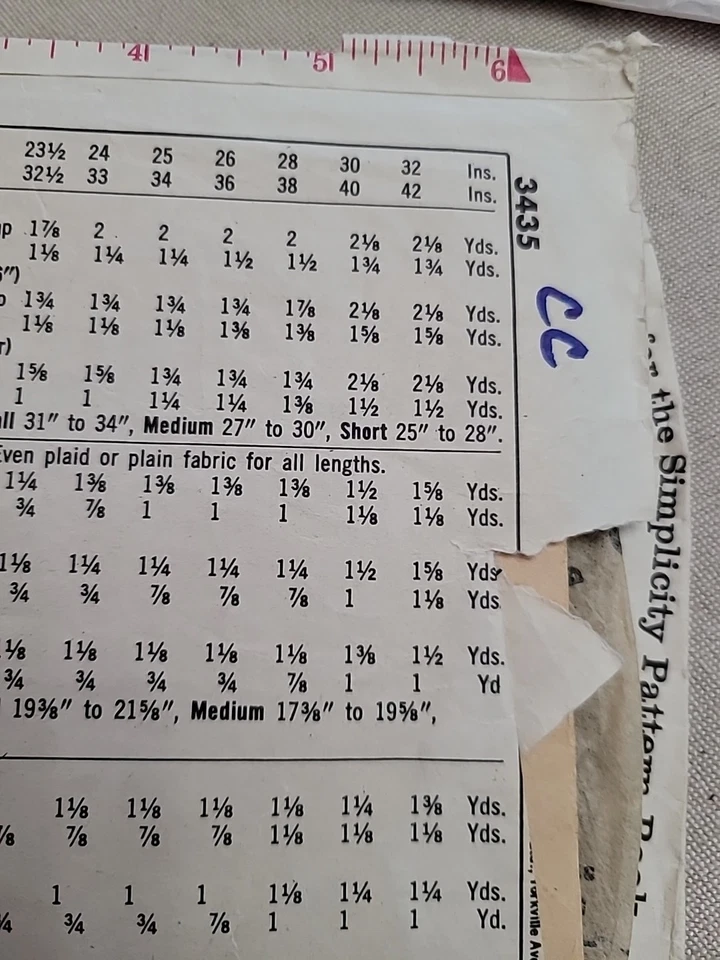 4 5 6
23½ 24 25 26 28 30 32 Ins.
32½ 33 34 36 38 40 42 Ins.
3435
CC
p 1⅞ 2 2 2 2 2⅛ 2⅛ Yds.
1⅛ 1¼ 1¼ 1½ 1½ 1¾ 1¾ Yds.
″)
1¾ 1¾ 1¾ 1¾ 1⅞ 2⅛ 2⅛ Yds.
1⅛ 1⅛ 1⅛ 1⅜ 1⅜ 1⅝ 1⅝ Yds.
r)
1⅝ 1⅝ 1¾ 1¾ 1¾ 2⅛ 2⅛ Yds.
1 1 1¼ 1¼ 1⅜ 1½ 1½ Yds.
all 31″ to 34″, Medium 27″ to 30″, Short 25″ to 28″.
Even plaid or plain fabric for all lengths.
1¼ 1⅜ 1⅜ 1⅜ 1⅜ 1½ 1⅝ Yds.
¾ ⅞ 1 1 1 1⅛ 1⅛ Yds.
1⅛ 1¼ 1¼ 1¼ 1¼ 1½ 1⅝ Yds
¾ ¾ ⅞ ⅞ ⅞ 1 1⅛ Yds
⅛ 1⅛ 1⅛ 1⅛ 1⅛ 1⅜ 1½ Yds.
¾ ¾ ¾ ¾ ⅞ 1 1 Yd
19⅜″ to 21⅝″, Medium 17⅜″ to 19⅝″,
1⅛ 1⅛ 1⅛ 1⅛ 1¼ 1⅜ Yds.
⅞ ⅞ ⅞ ⅞ 1⅛ 1⅛ 1⅛ Yds.
1 1 1 1⅛ 1¼ 1¼ Yds.
¾ ¾ ¾ ⅞ 1 1 1 Yd.
the Simplicity Pattern